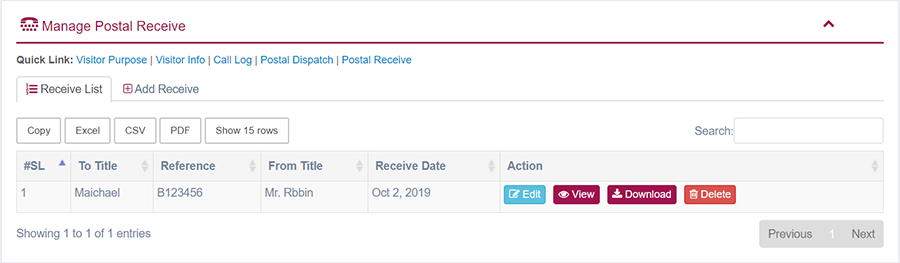 Manage Postal Receive
Quick Link: Visitor Purpose | Visitor Info | Call Log | Postal Dispatch | Postal Receive
Receive List Add Receive
Copy Excel CSV PDF Show 15 rows Search:
#SL To Title Reference From Title Receive Date Action
1 Maichael B123456 Mr. Rbbin Oct 2, 2019 Edit View Download Delete
Showing 1 to 1 of 1 entries Previous 1 Next